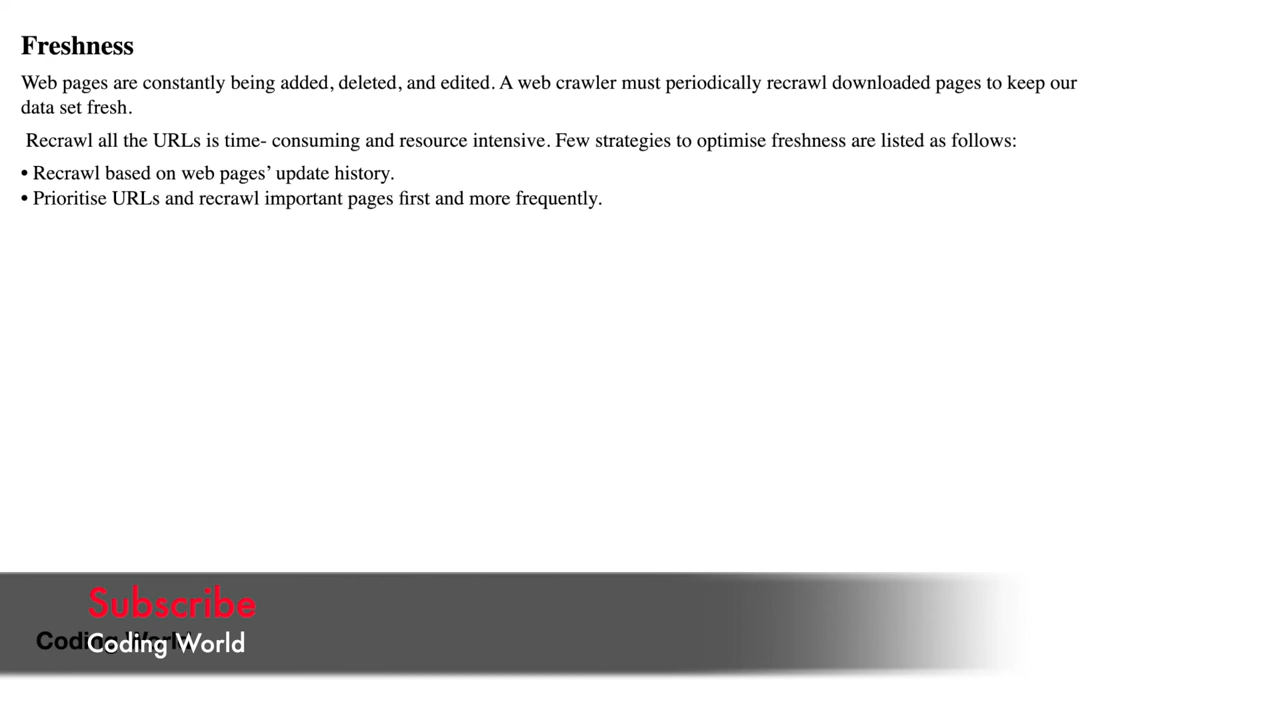 Freshness
Web pages are constantly being added, deleted, and edited. A web crawler must periodically recrawl downloaded pages to keep our
data set fresh.
Recrawl all the URLs is time- consuming and resource intensive. Few strategies to optimise freshness are listed as follows:
• Recrawl based on web pages’ update history.
• Prioritise URLs and recrawl important pages first and more frequently.
Subscribe
Coding World